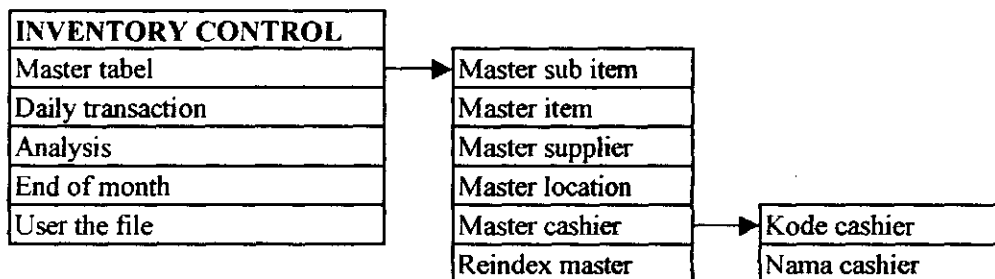 INVENTORY CONTROL
Master tabel
Daily transaction
Analysis
End of month
User the file
Master sub item
Master item
Master supplier
Master location
Master cashier
Reindex master
Kode cashier
Nama cashier